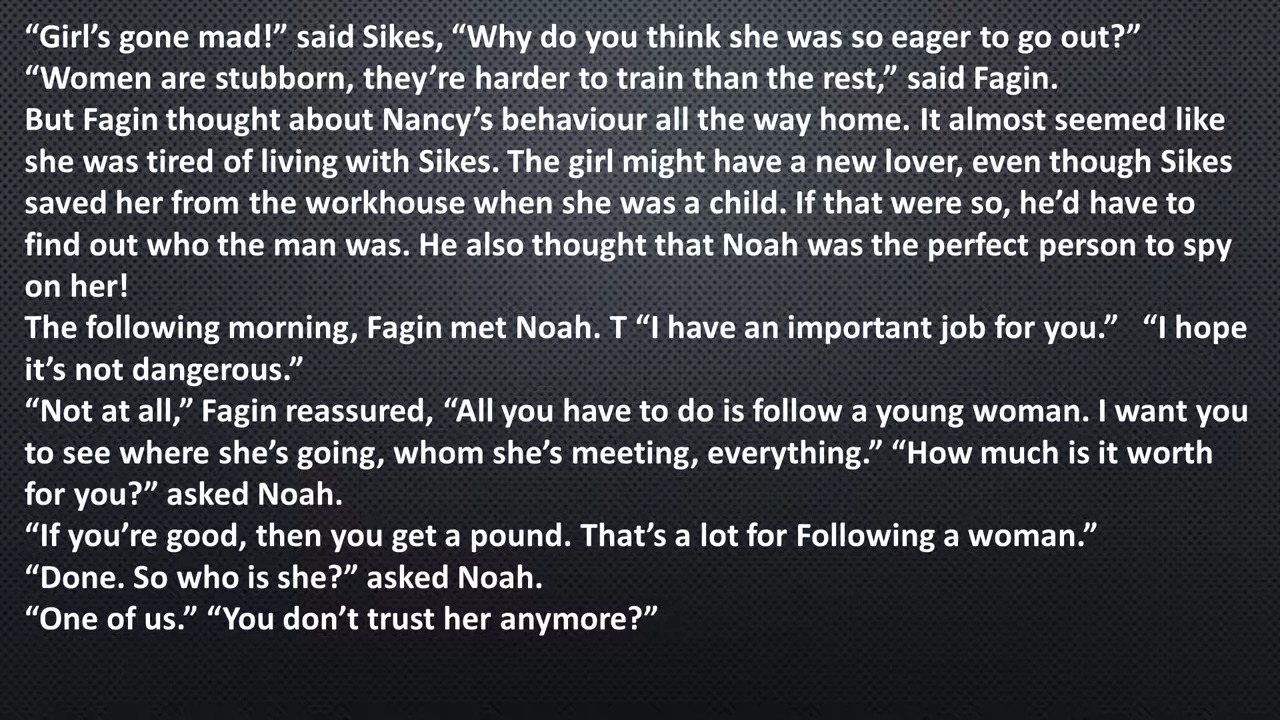 “Girl’s gone mad!” said Sikes, “Why do you think she was so eager to go out?”
“Women are stubborn, they’re harder to train than the rest,” said Fagin.
But Fagin thought about Nancy’s behaviour all the way home. It almost seemed like
she was tired of living with Sikes. The girl might have a new lover, even though Sikes
saved her from the workhouse when she was a child. If that were so, he’d have to
find out who the man was. He also thought that Noah was the perfect person to spy
on her!
The following morning, Fagin met Noah. T “I have an important job for you.”   “I hope
it’s not dangerous.”
“Not at all,” Fagin reassured, “All you have to do is follow a young woman. I want you
to see where she’s going, whom she’s meeting, everything.” “How much is it worth
for you?” asked Noah.
“If you’re good, then you get a pound. That’s a lot for Following a woman.”
“Done. So who is she?” asked Noah.
“One of us.” “You don’t trust her anymore?”